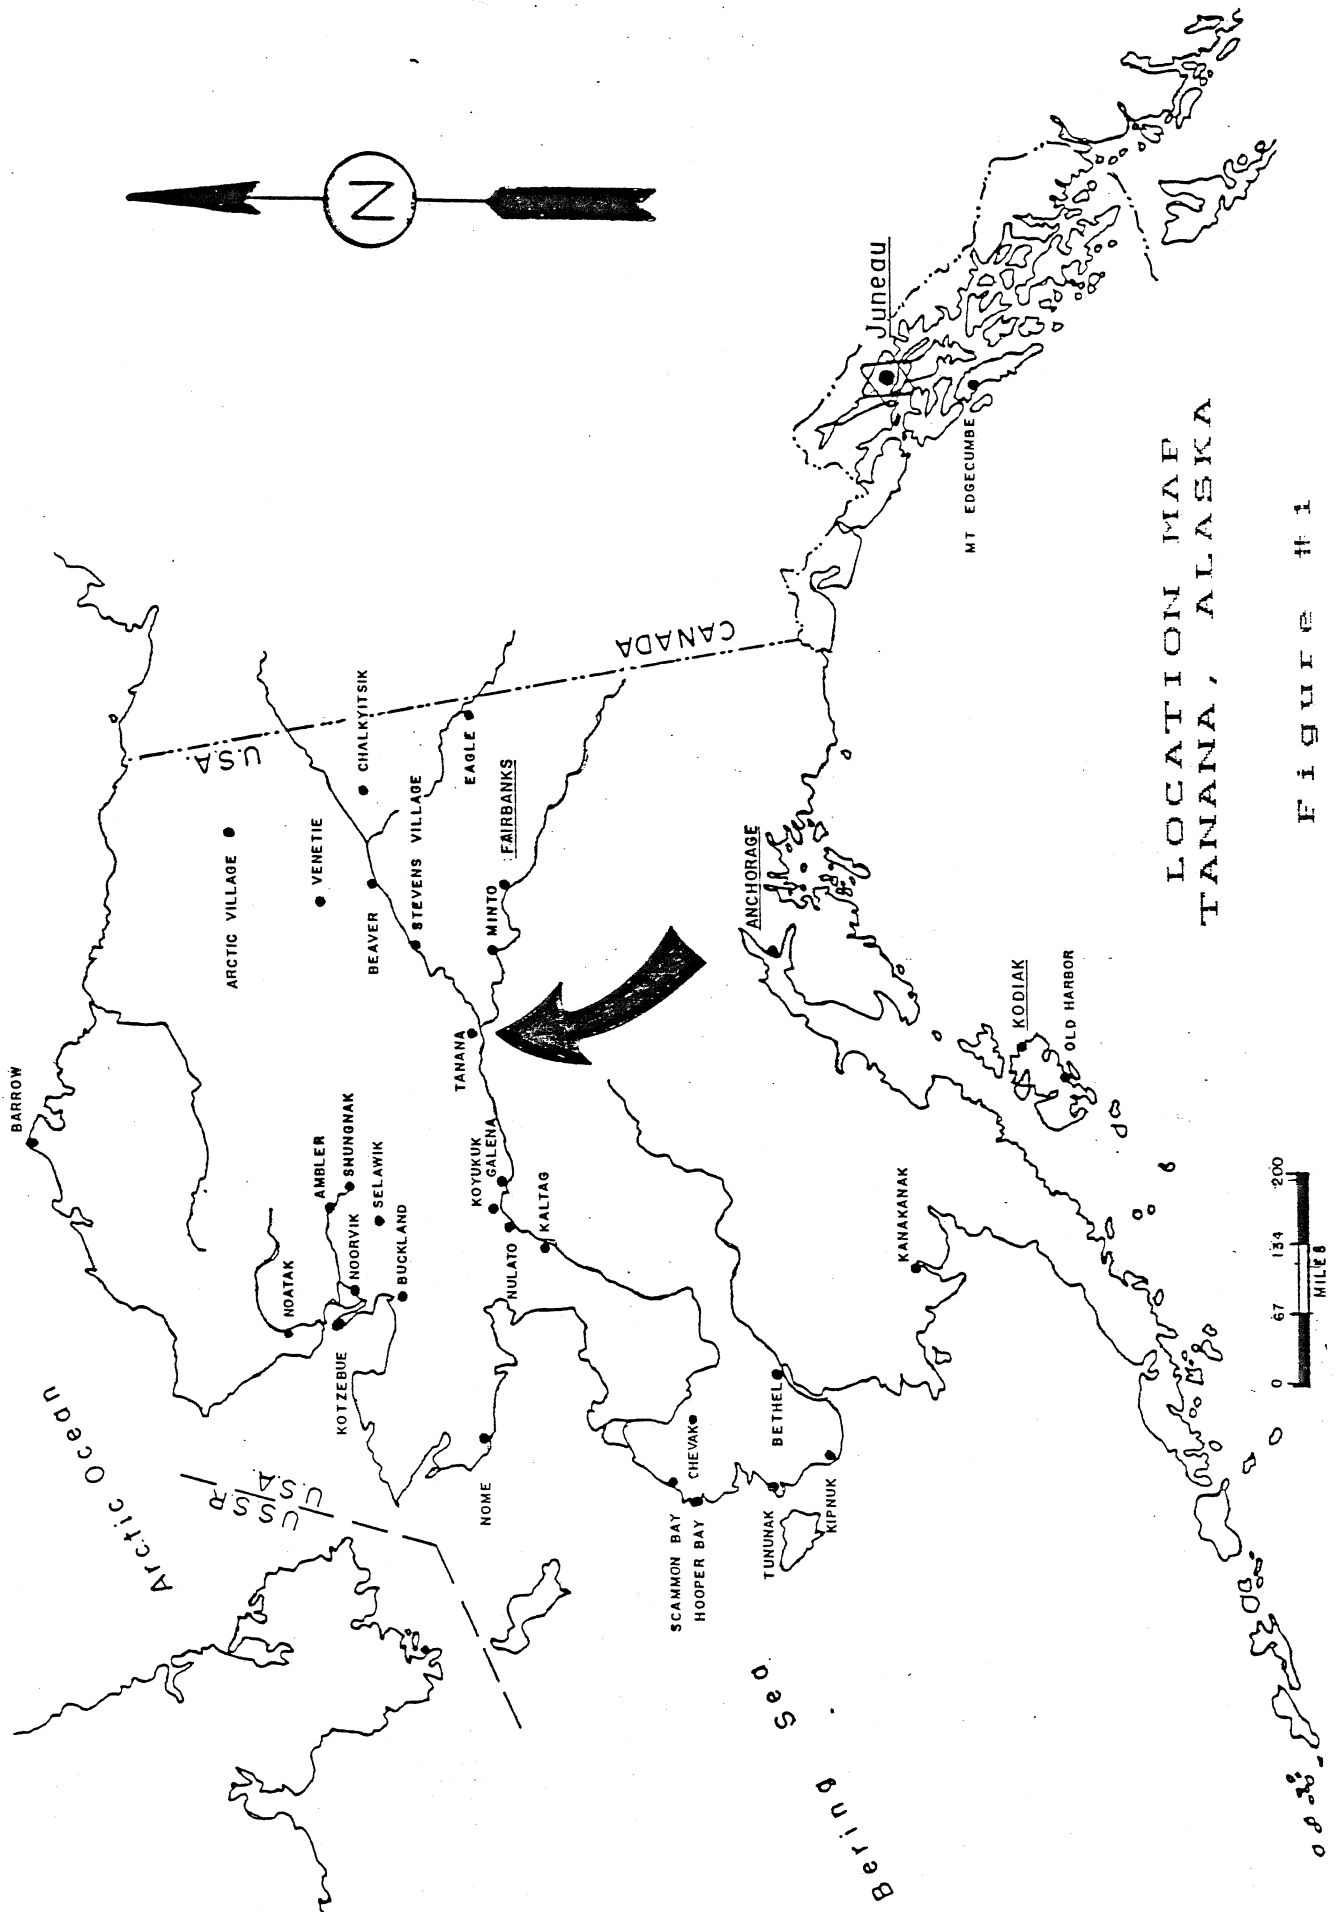 BARROW
Arctic Ocean
U.S.S.R
U.S.A.
NOATAK
KOTZEBUE
NOORVIK
AMBLER
SHUNGNAK
SELAWIK
BUCKLAND
ARCTIC VILLAGE
VENETIE
CHALKYITSIK
U.S.A.
CANADA
BEAVER
STEVENS VILLAGE
EAGLE
FAIRBANKS
MINTO
TANANA
KOYUKUK
GALENA
NULATO
KALTAG
NOME
SCAMMON BAY
HOOPER BAY
CHEVAK
TUNUNAK
KIPNUK
BETHEL
KANAKANAK
ANCHORAGE
KODIAK
OLD HARBOR
Juneau
MT EDGECUMBE
N
Bering Sea
LOCATION MAP
TANANA, ALASKA
0 67 134 200
MILES
Figure #1